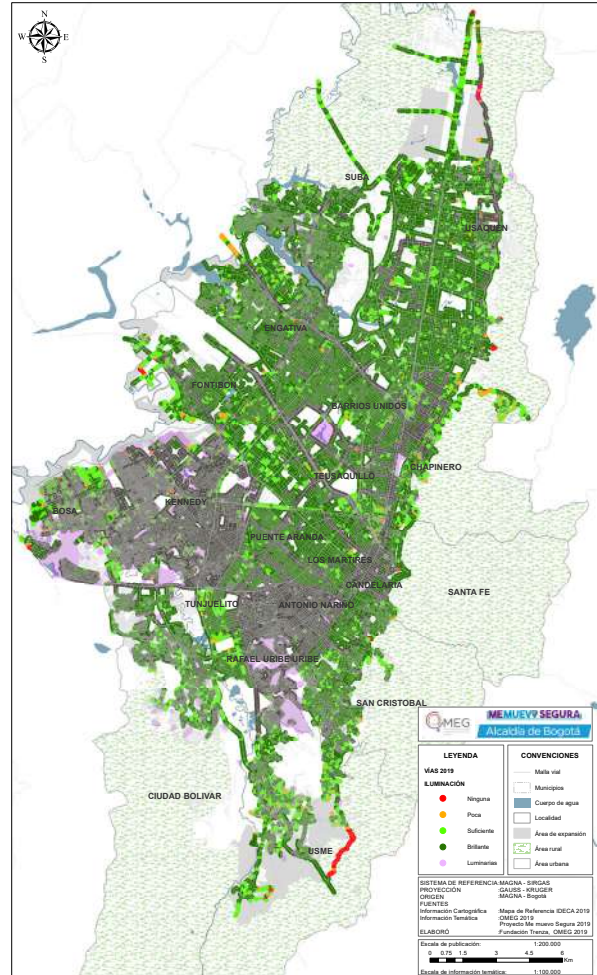 N
W
E
S
SUBA
USAQUEN
ENGATIVA
FONTIBON
BARRIOS UNIDOS
TEUSAQUILLO
CHAPINERO
BOSA
KENNEDY
PUENTE ARANDA
LOS MARTIRES
CANDELARIA
SANTA FE
TUNJUELITO
ANTONIO NARIÑO
RAFAEL URIBE URIBE
SAN CRISTOBAL
CIUDAD BOLIVAR
USME
OMEG
MEMUEVO SEGURA
Alcaldía de Bogotá
LEYENDA
VÍAS 2019
ILUMINACIÓN
Ninguna
Poca
Suficiente
Brillante
Luminarias
CONVENCIONES
Malla vial
Municipios
Cuerpo de agua
Localidad
Área de expansión
Área rural
Área urbana
SISTEMA DE REFERENCIA:MAGNA - SIRGAS
PROYECCIÓN :GAUSS - KRUGER
ORIGEN :MAGNA - Bogotá
FUENTES
Información Cartográfica :Mapa de Referencia IDECA 2019
Información Temática :OMEG 2019
Proyecto Me muevo Segura 2019
ELABORÓ :Fundación Trenza, OMEG 2019
Escala de publicación: 1:200.000
0 0.75 1.5 3 4.5 6
Km
Escala de información temática: 1:100.000